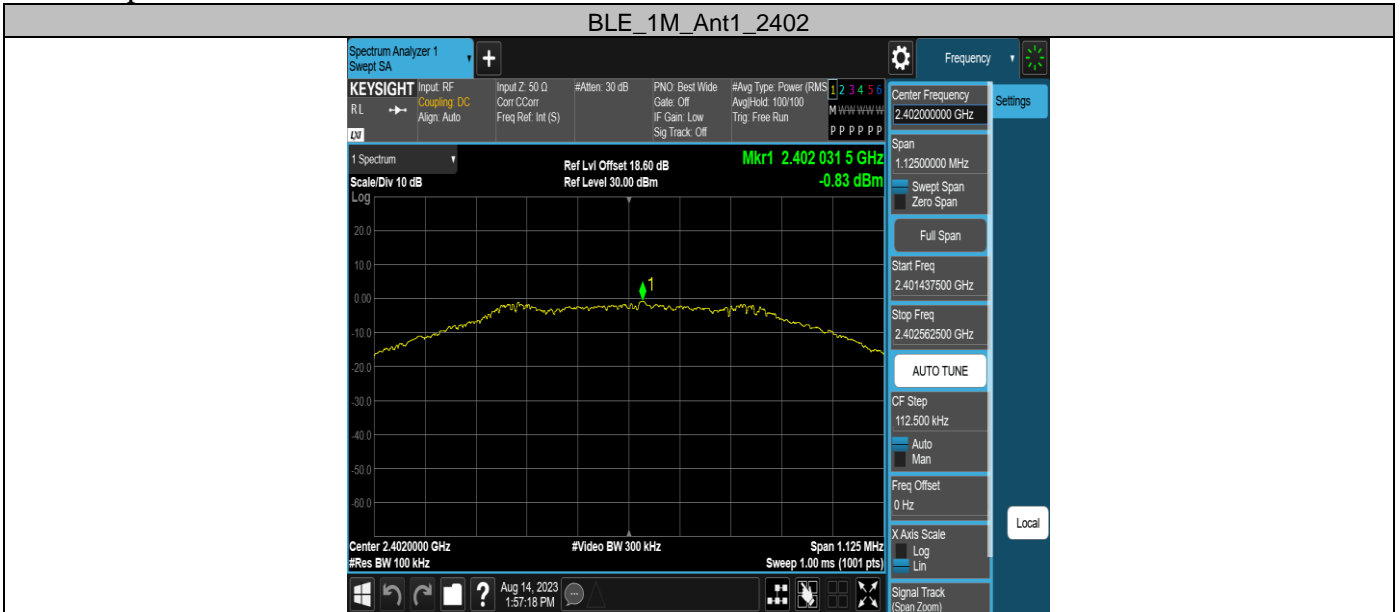 BLE_1M_Ant1_2402
Spectrum Analyzer 1
Swept SA
+
Frequency
KEYSIGHT
RL
LXI
Input: RF
Coupling: DC
Align: Auto
Input Z: 50 Ω
Corr CCorr
Freq Ref: Int (S)
#Atten: 30 dB
PNO: Best Wide
Gate: Off
IF Gain: Low
Sig Track: Off
#Avg Type: Power (RMS
Avg|Hold: 100/100
Trig: Free Run
1 2 3 4 5 6
M W W W W W
P P P P P P
1 Spectrum
Scale/Div 10 dB
Ref Lvl Offset 18.60 dB
Ref Level 30.00 dBm
Mkr1 2.402 031 5 GHz
-0.83 dBm
Log
20.0
10.0
0.00
-10.0
-20.0
-30.0
-40.0
-50.0
-60.0
1
Center 2.4020000 GHz
#Res BW 100 kHz
#Video BW 300 kHz
Span 1.125 MHz
Sweep 1.00 ms (1001 pts)
Center Frequency
2.402000000 GHz
Settings
Span
1.12500000 MHz
Swept Span
Zero Span
Full Span
Start Freq
2.401437500 GHz
Stop Freq
2.402562500 GHz
AUTO TUNE
CF Step
112.500 kHz
Auto
Man
Freq Offset
0 Hz
X Axis Scale
Log
Lin
Local
Signal Track
(Span Zoom)
?
Aug 14, 2023
1:57:18 PM